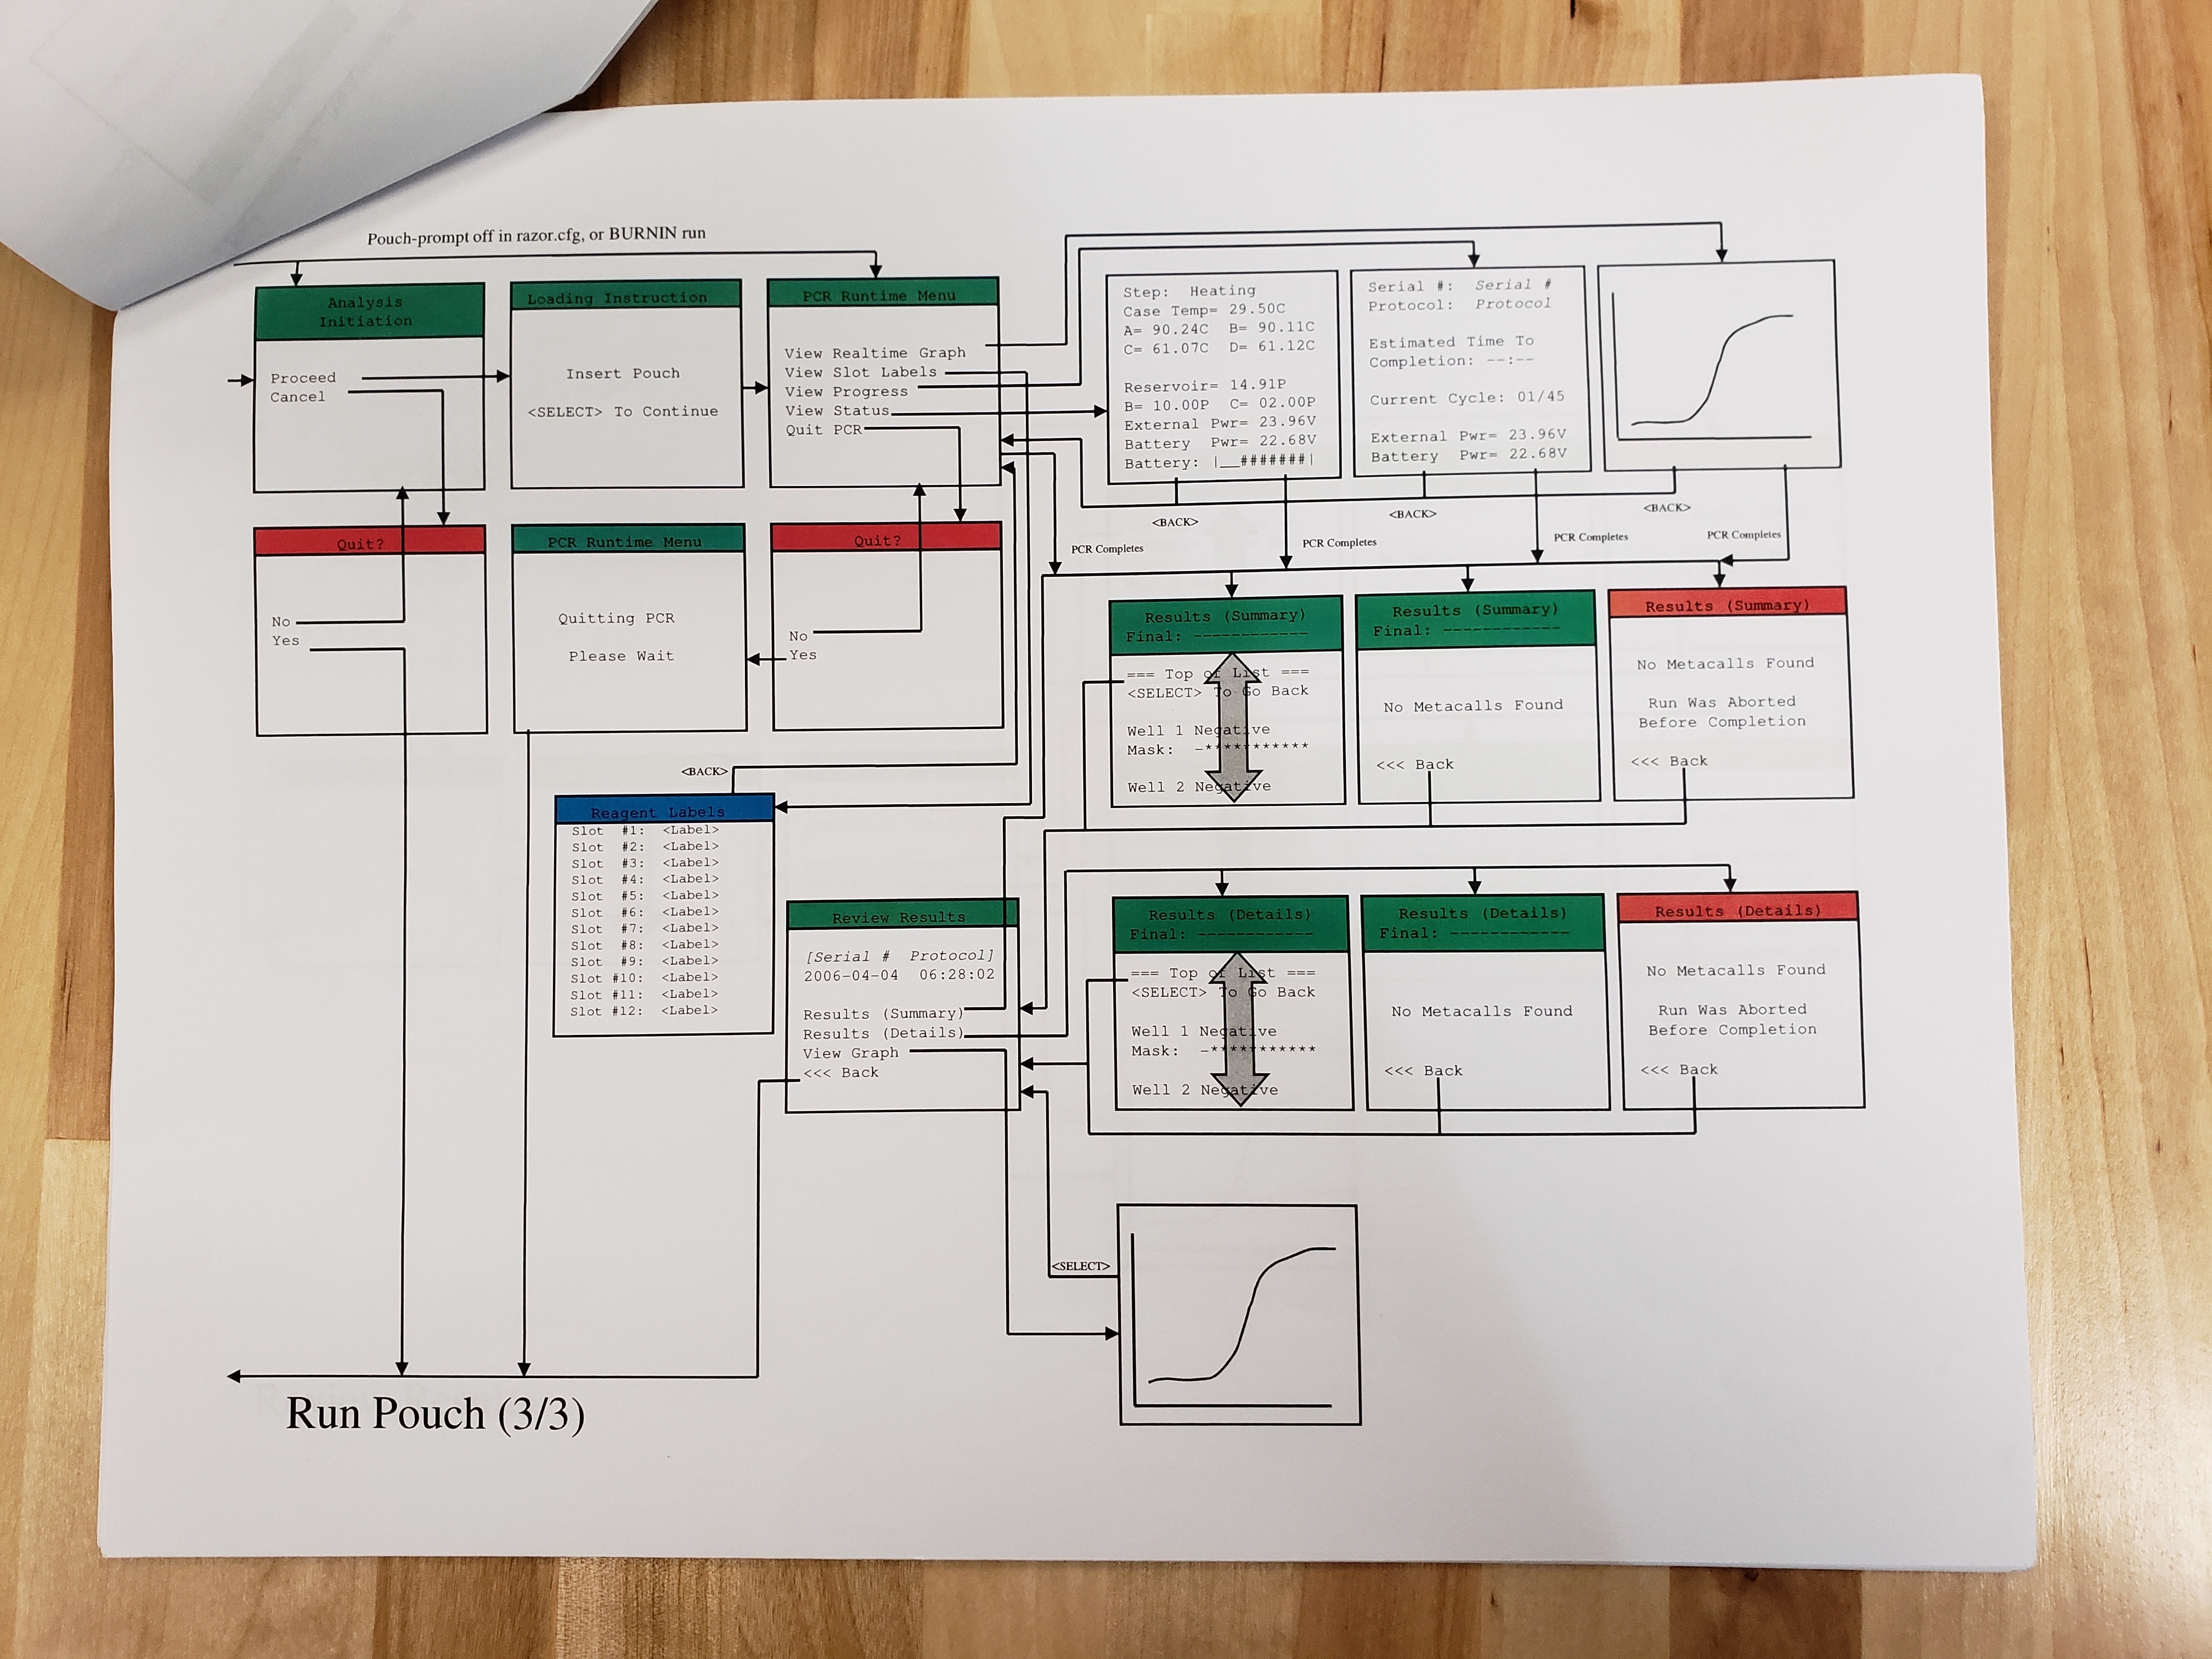 Pouch-prompt off in razor.cfg, or BURNIN run
Analysis
Initiation
Proceed
Cancel
Loading Instruction
Insert Pouch
<SELECT> To Continue
PCR Runtime Menu
View Realtime Graph
View Slot Labels
View Progress
View Status
Quit PCR
Step: Heating
Case Temp= 29.50C
A= 90.24C B= 90.11C
C= 61.07C D= 61.12C
Reservoir= 14.91P
B= 10.00P C= 02.00P
External Pwr= 23.96V
Battery Pwr= 22.68V
Battery: |__#######|
Serial #: Serial #
Protocol: Protocol
Estimated Time To
Completion: --:--
Current Cycle: 01/45
External Pwr= 23.96V
Battery Pwr= 22.68V
<BACK>
<BACK>
<BACK>
PCR Completes
PCR Completes
PCR Completes
PCR Completes
Quit?
No
Yes
PCR Runtime Menu
Quitting PCR
Please Wait
Quit?
No
Yes
Results (Summary)
Final: ------------
=== Top of List ===
<SELECT> To Go Back
Well 1 Negative
Mask: -***********
Well 2 Negative
Results (Summary)
Final: ------------
No Metacalls Found
<<< Back
Results (Summary)
No Metacalls Found
Run Was Aborted
Before Completion
<<< Back
<BACK>
Reagent Labels
Slot #1: <Label>
Slot #2: <Label>
Slot #3: <Label>
Slot #4: <Label>
Slot #5: <Label>
Slot #6: <Label>
Slot #7: <Label>
Slot #8: <Label>
Slot #9: <Label>
Slot #10: <Label>
Slot #11: <Label>
Slot #12: <Label>
Review Results
[Serial # Protocol]
2006-04-04 06:28:02
Results (Summary)
Results (Details)
View Graph
<<< Back
Results (Details)
Final: ------------
=== Top of List ===
<SELECT> To Go Back
Well 1 Negative
Mask: -***********
Well 2 Negative
Results (Details)
Final: ------------
No Metacalls Found
<<< Back
Results (Details)
No Metacalls Found
Run Was Aborted
Before Completion
<<< Back
<SELECT>
Run Pouch (3/3)